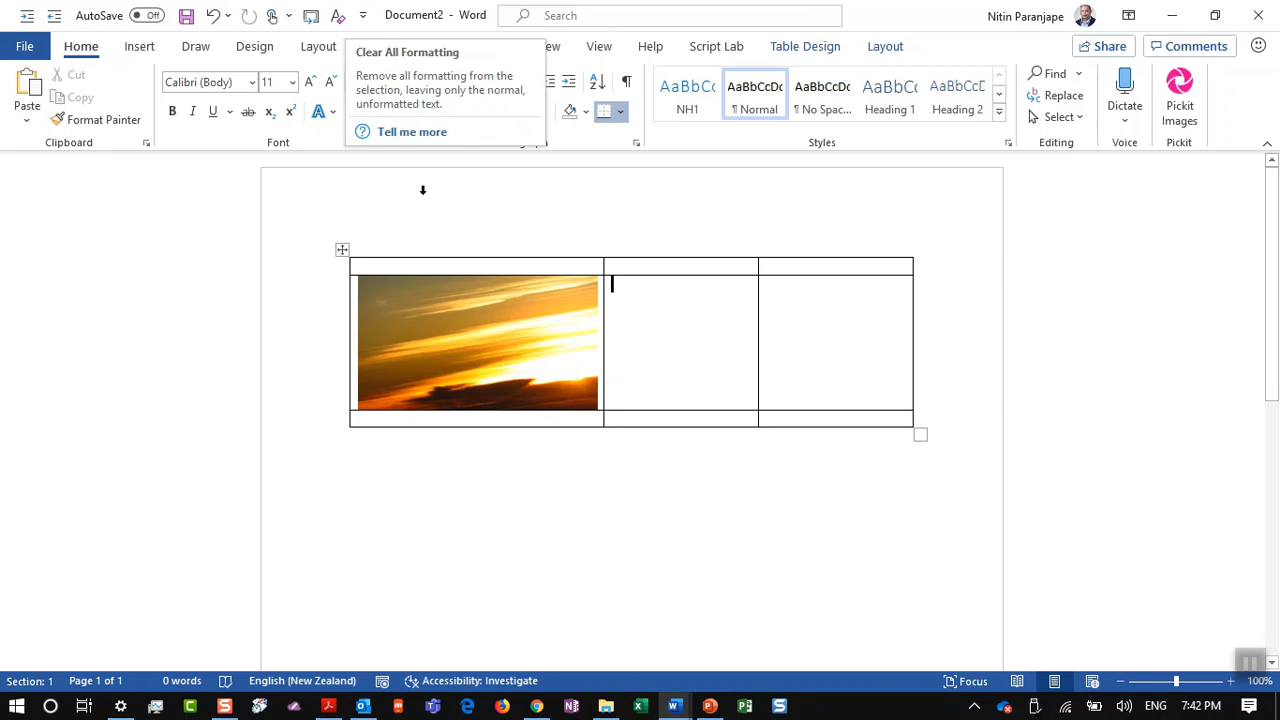 AutoSave Off Document2 - Word Search Nitin Paranjape
File Home Insert Draw Design Layout View Help Script Lab Table Design Layout Share Comments
Clear All Formatting
Remove all formatting from the
selection, leaving only the normal,
unformatted text.
Tell me more
Paste
Cut
Copy
Format Painter
Clipboard
Calibri (Body) 11
B I U ab x₂ x² A
Font
AaBbCc NH1
AaBbCcDc ¶ Normal
AaBbCcDc ¶ No Spac...
AaBbCc Heading 1
AaBbCcD Heading 2
Styles
Find
Replace
Select
Editing
Dictate
Voice
Pickit
Images
Pickit
Section: 1 Page 1 of 1 0 words English (New Zealand) Accessibility: Investigate Focus 100%
ENG 7:42 PM